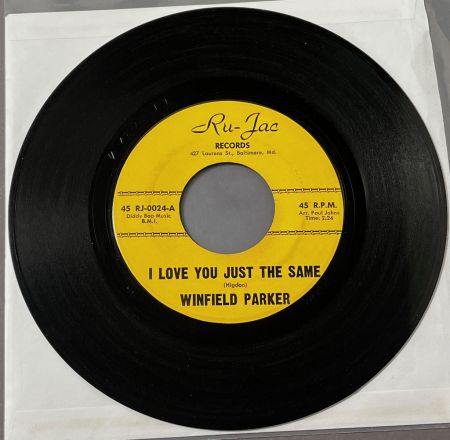 Ru-Jac
RECORDS
427 Laurens St., Baltimore, Md.
45 RJ-0024-A
Diddy Bop Music
B.M.I.
45 R.P.M.
Arr. Paul Johns
Time: 2:24
I LOVE YOU JUST THE SAME
(Higdon)
WINFIELD PARKER